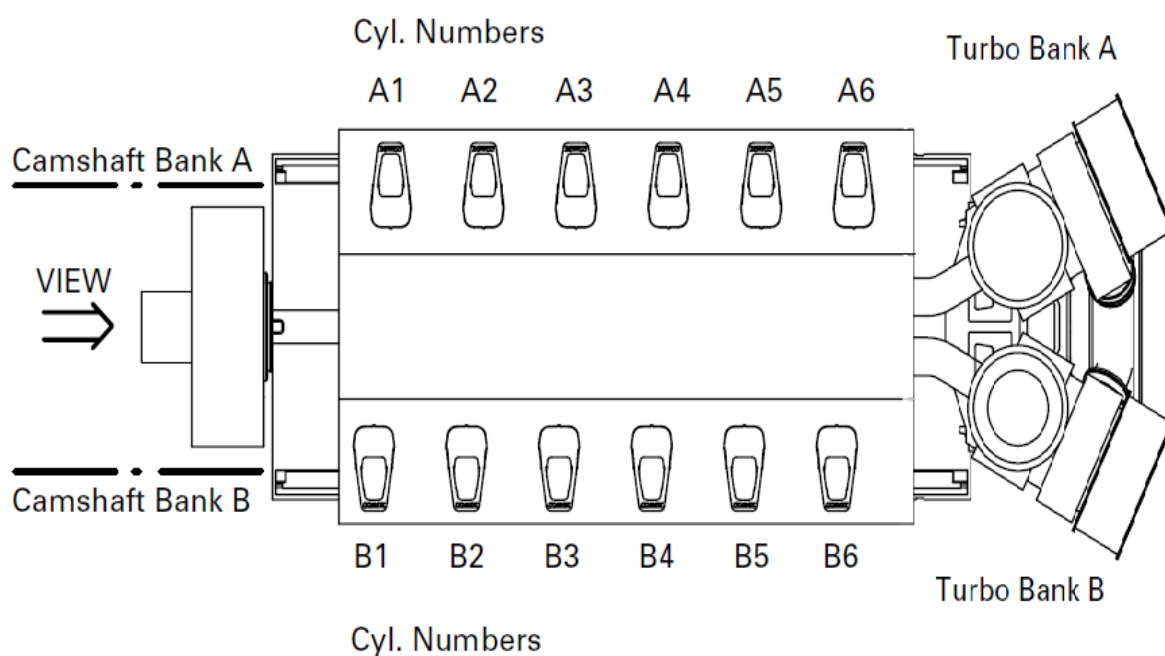 Cyl. Numbers
Turbo Bank A
A1 A2 A3 A4 A5 A6
Camshaft Bank A
VIEW
Camshaft Bank B
B1 B2 B3 B4 B5 B6
Turbo Bank B
Cyl. Numbers